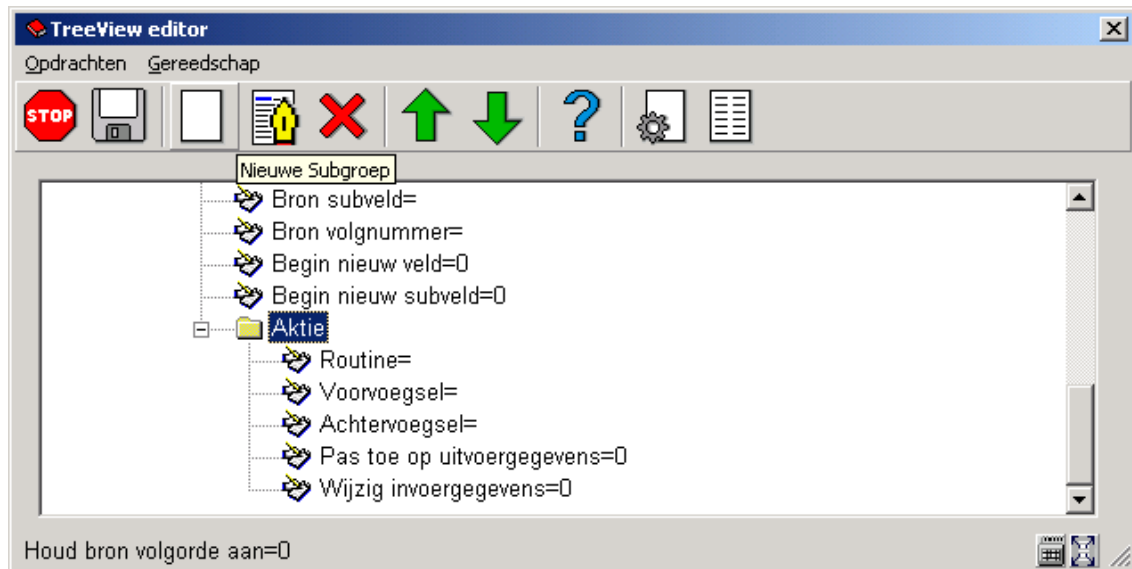 TreeView editor
Opdrachten Gereedschap
STOP
Nieuwe Subgroep
Bron subveld=
Bron volgnummer=
Begin nieuw veld=0
Begin nieuw subveld=0
Aktie
Routine=
Voorvoegsel=
Achtervoegsel=
Pas toe op uitvoergegevens=0
Wijzig invoergegevens=0
Houd bron volgorde aan=0